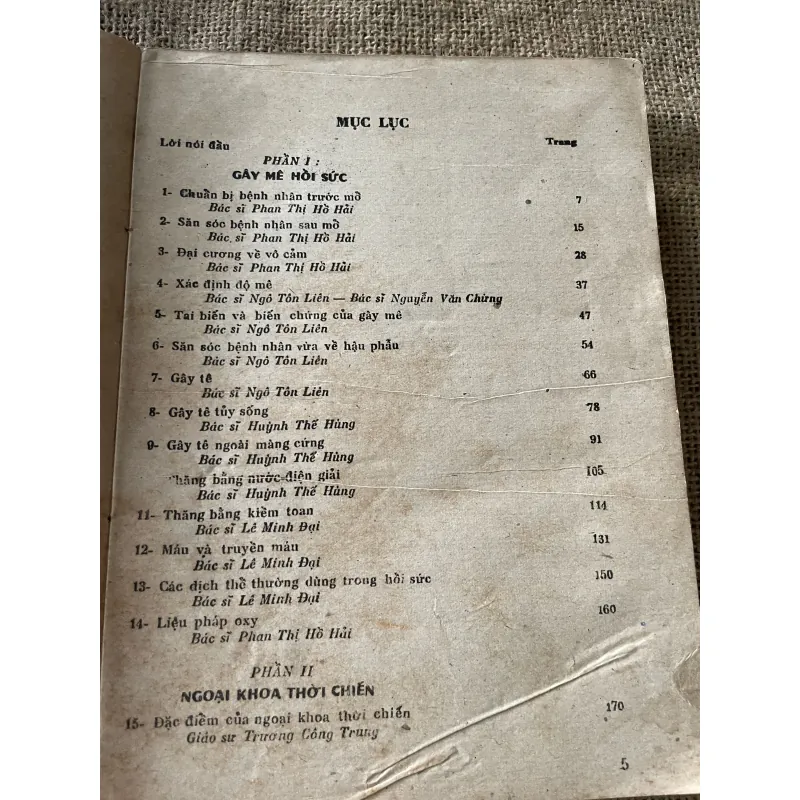 MỤC LỤC
Lời nói đầu Trang
PHẦN I :
GÂY MÊ HỒI SỨC
1- Chuẩn bị bệnh nhân trước mổ 7
Bác sĩ Phan Thị Hồ Hải
2- Săn sóc bệnh nhân sau mổ 15
Bác sĩ Phan Thị Hồ Hải
3- Đại cương về vô cảm 28
Bác sĩ Phan Thị Hồ Hải
4- Xác định độ mê 37
Bác sĩ Ngô Tôn Liên — Bác sĩ Nguyễn Văn Chừng
5- Tai biến và biến chứng của gây mê 47
Bác sĩ Ngô Tôn Liên
6- Săn sóc bệnh nhân vừa về hậu phẫu 54
Bác sĩ Ngô Tôn Liên
7- Gây tê 66
Bác sĩ Ngô Tôn Liên
8- Gây tê tủy sống 78
Bác sĩ Huỳnh Thế Hùng
9- Gây tê ngoài màng cứng 91
Bác sĩ Huỳnh Thế Hùng
Thăng bằng nước-điện giải 105
Bác sĩ Huỳnh Thế Hùng
11- Thăng bằng kiềm toan 114
Bác sĩ Lê Minh Đại
12- Máu và truyền máu 131
Bác sĩ Lê Minh Đại
13- Các dịch thể thường dùng trong hồi sức 150
Bác sĩ Lê Minh Đại
14- Liệu pháp oxy 160
Bác sĩ Phan Thị Hồ Hải
PHẦN II
NGOẠI KHOA THỜI CHIẾN
15- Đặc điểm của ngoại khoa thời chiến 170
Giáo sư Trương Công Trung
5